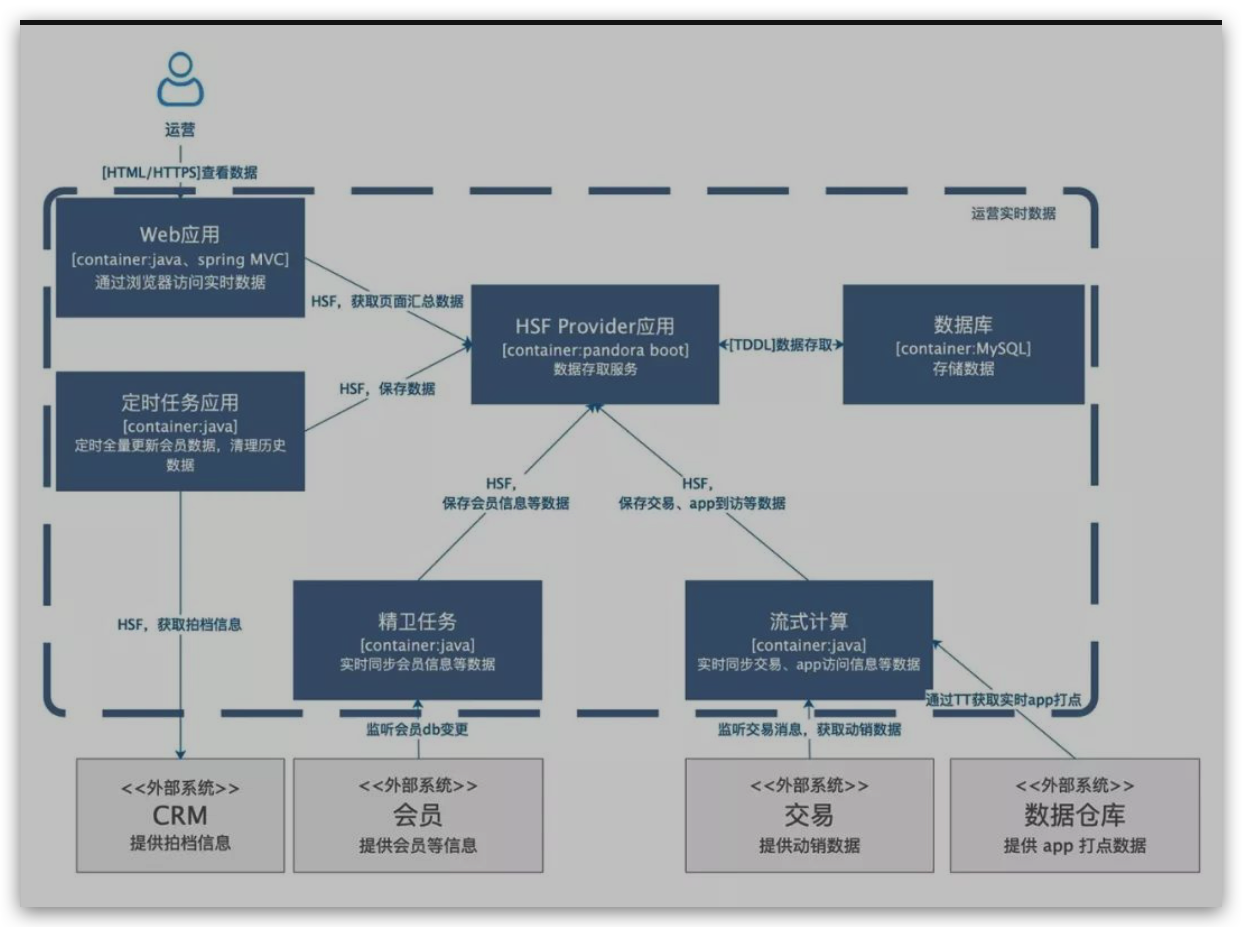 运营
[HTML/HTTPS]查看数据
运营实时数据
Web应用
[container:java、spring MVC]
通过浏览器访问实时数据
HSF，获取页面汇总数据
HSF Provider应用
[container:pandora boot]
数据存取服务
[TDDL]数据存取
数据库
[container:MySQL]
存储数据
定时任务应用
[container:java]
定时全量更新会员数据，清理历史
数据
HSF，保存数据
HSF，
保存会员信息等数据
HSF，
保存交易、app到访等数据
HSF，获取拍档信息
精卫任务
[container:java]
实时同步会员信息等数据
流式计算
[container:java]
实时同步交易、app访问信息等数据
监听会员db变更
监听交易消息，获取动销数据
通过TT获取实时app打点
<<外部系统>>
CRM
提供拍档信息
<<外部系统>>
会员
提供会员等信息
<<外部系统>>
交易
提供动销数据
<<外部系统>>
数据仓库
提供 app 打点数据